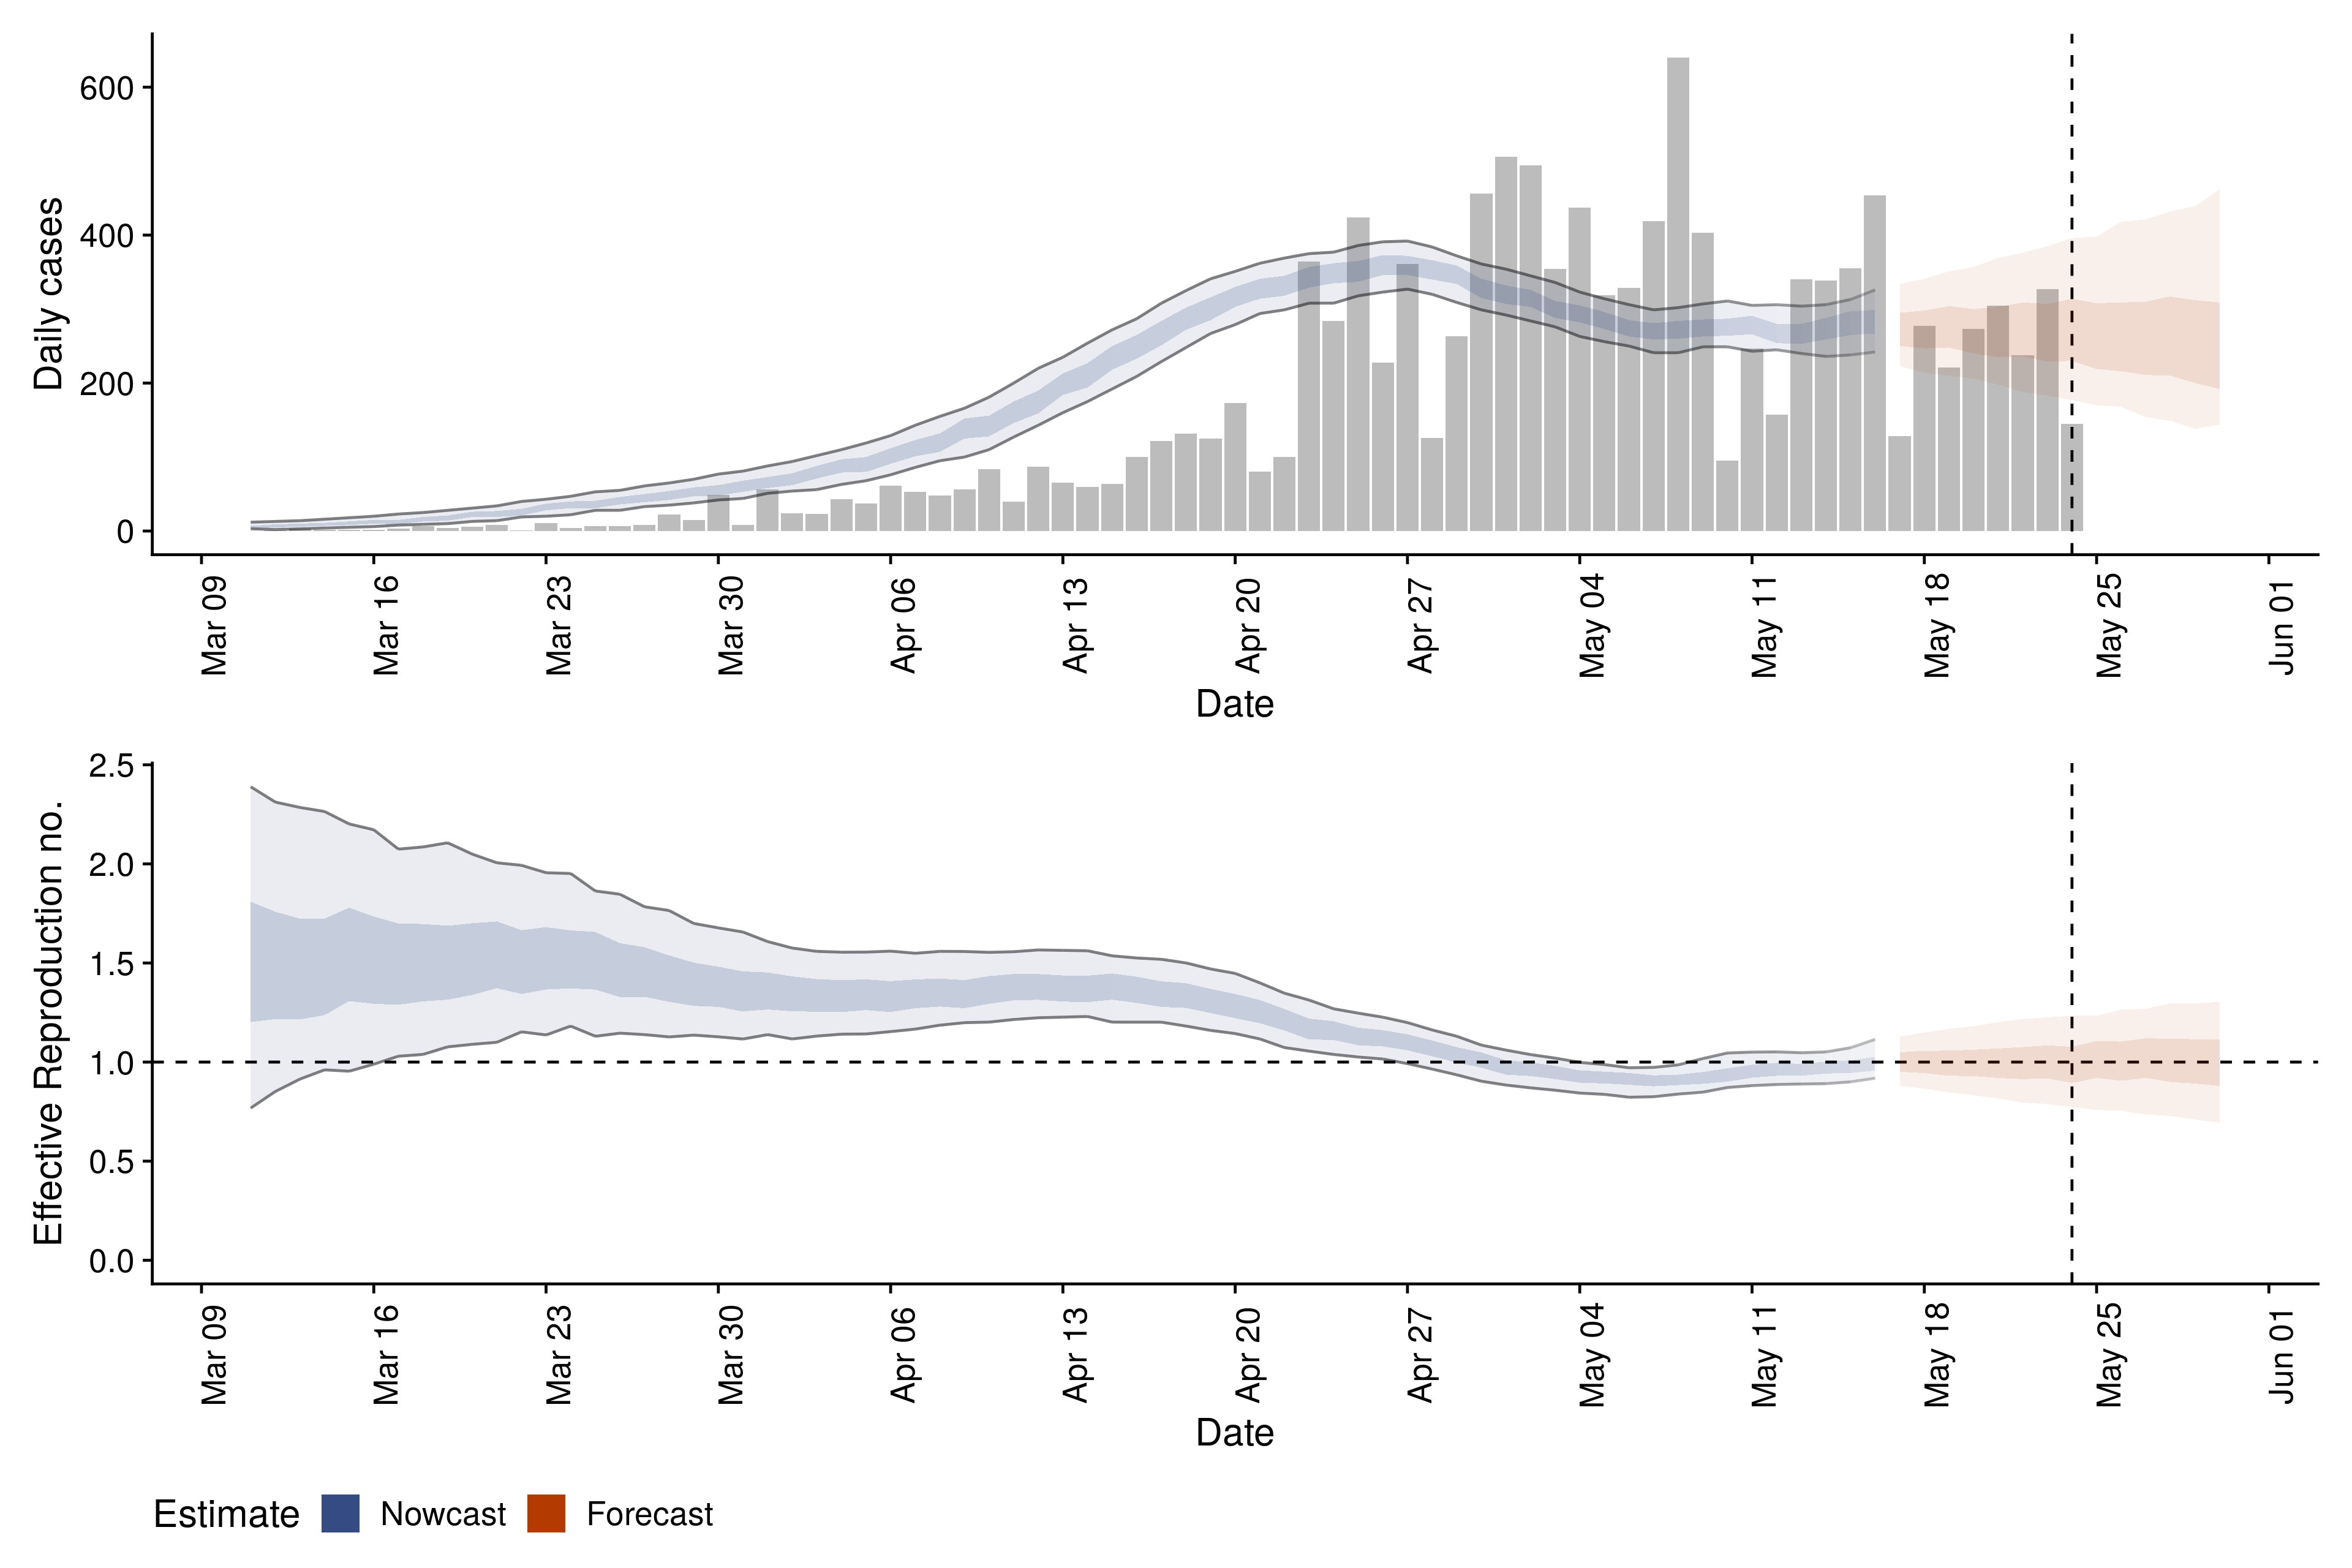 Daily cases
600
400
200
0
Mar 09
Mar 16
Mar 23
Mar 30
Apr 06
Apr 13
Apr 20
Apr 27
May 04
May 11
May 18
May 25
Jun 01
Date
Effective Reproduction no.
2.5
2.0
1.5
1.0
0.5
0.0
Mar 09
Mar 16
Mar 23
Mar 30
Apr 06
Apr 13
Apr 20
Apr 27
May 04
May 11
May 18
May 25
Jun 01
Date
Estimate Nowcast Forecast